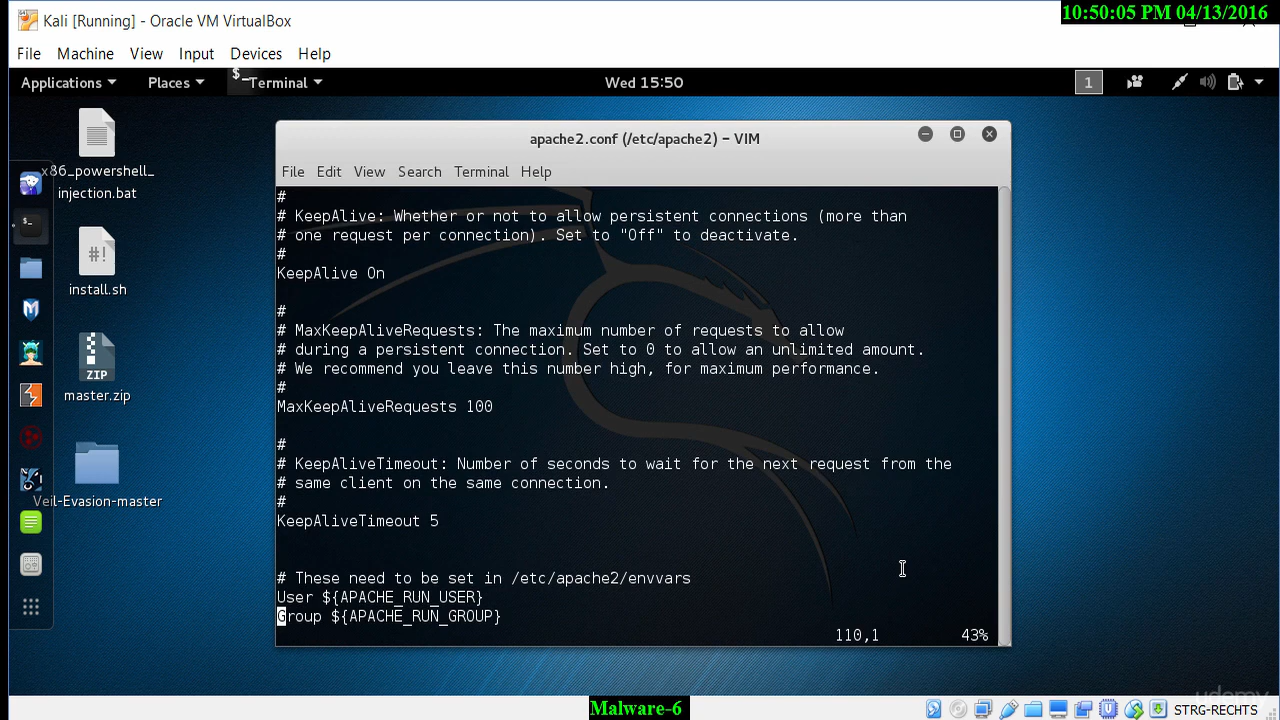 Kali [Running] - Oracle VM VirtualBox
10:50:05 PM 04/13/2016
File Machine View Input Devices Help
Applications Places $_ Terminal Wed 15:50 1
apache2.conf (/etc/apache2) – VIM
File Edit View Search Terminal Help
x86_powershell_
injection.bat
#!
install.sh
ZIP
master.zip
Veil-Evasion-master
#
# KeepAlive: Whether or not to allow persistent connections (more than
# one request per connection). Set to "Off" to deactivate.
#
KeepAlive On
#
# MaxKeepAliveRequests: The maximum number of requests to allow
# during a persistent connection. Set to 0 to allow an unlimited amount.
# We recommend you leave this number high, for maximum performance.
#
MaxKeepAliveRequests 100
#
# KeepAliveTimeout: Number of seconds to wait for the next request from the
# same client on the same connection.
#
KeepAliveTimeout 5
# These need to be set in /etc/apache2/envvars
User ${APACHE_RUN_USER}
Group ${APACHE_RUN_GROUP}
110,1 43%
udemy
Malware-6
STRG-RECHTS